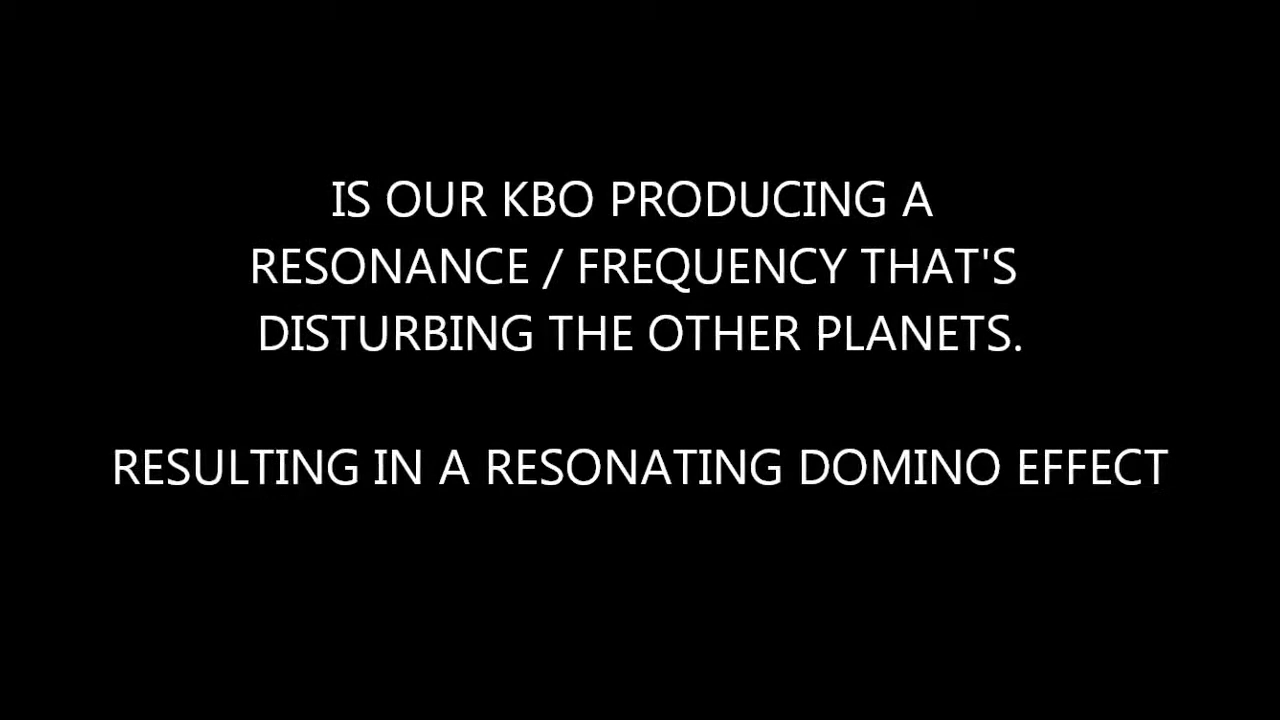 IS OUR KBO PRODUCING A
RESONANCE / FREQUENCY THAT'S
DISTURBING THE OTHER PLANETS.
RESULTING IN A RESONATING DOMINO EFFECT